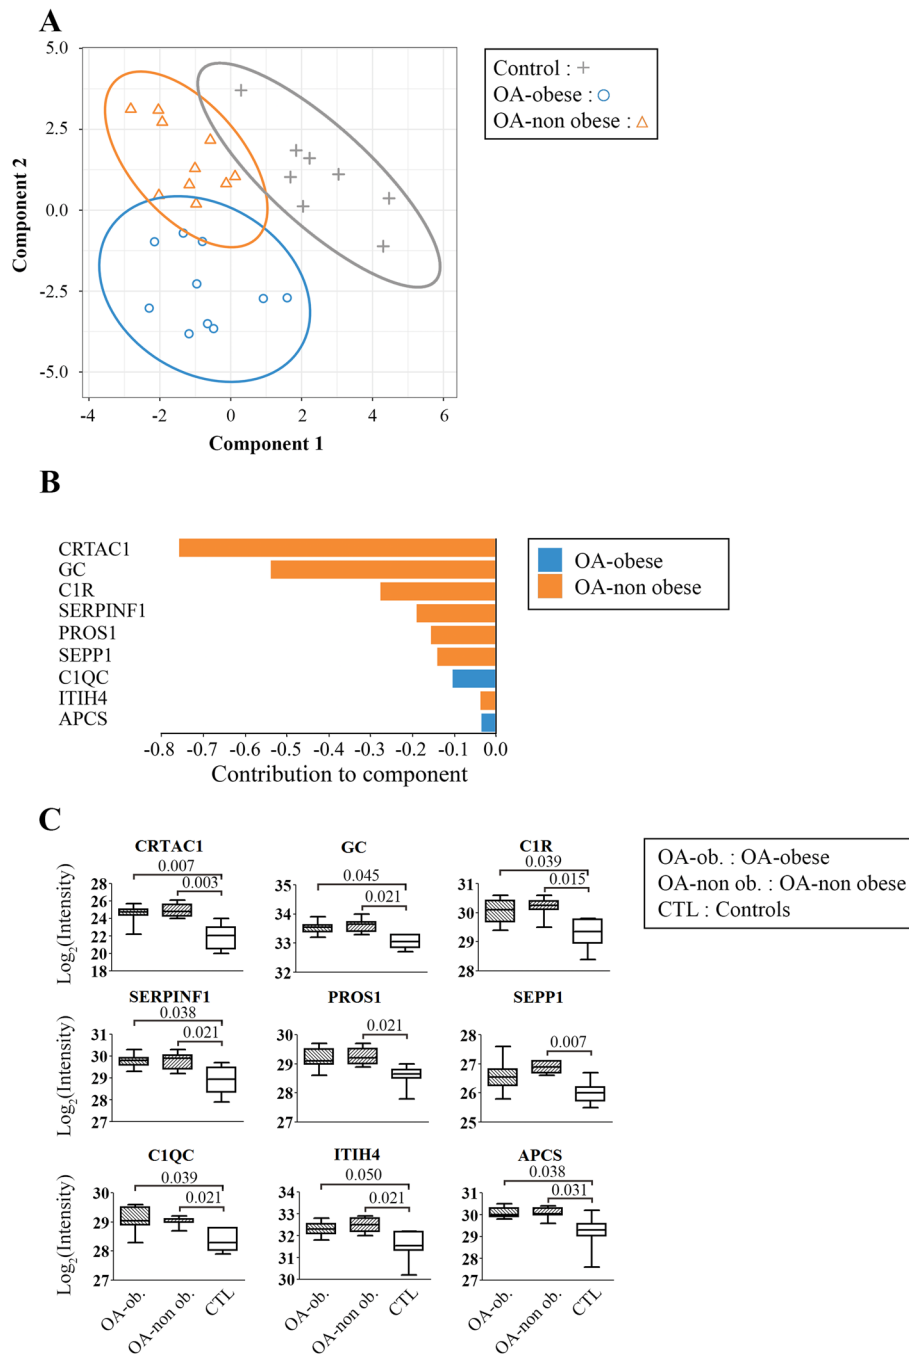 A
Component 2
5.0
2.5
0.0
-2.5
-5.0
-4
-2
0
2
4
6
Component 1
Control : +
OA-obese :
OA-non obese :
B
CRTAC1
GC
C1R
SERPINF1
PROS1
SEPP1
C1QC
ITIH4
APCS
-0.8 -0.7 -0.6 -0.5 -0.4 -0.3 -0.2 -0.1 0.0
Contribution to component
OA-obese
OA-non obese
C
OA-ob. : OA-obese
OA-non ob. : OA-non obese
CTL : Controls
CRTAC1
0.007
0.003
Log2(Intensity)
28
26
24
22
20
18
GC
0.045
0.021
35
34
33
32
C1R
0.039
0.015
31
30
29
28
SERPINF1
0.038
0.021
Log2(Intensity)
31
30
29
28
27
PROS1
0.021
30
29
28
27
SEPP1
0.007
28
27
26
25
C1QC
0.039
0.021
Log2(Intensity)
30
29
28
27
OA-ob.
OA-non ob.
CTL
ITIH4
0.050
0.021
34
33
32
31
30
OA-ob.
OA-non ob.
CTL
APCS
0.038
0.031
31
30
29
28
27
OA-ob.
OA-non ob.
CTL